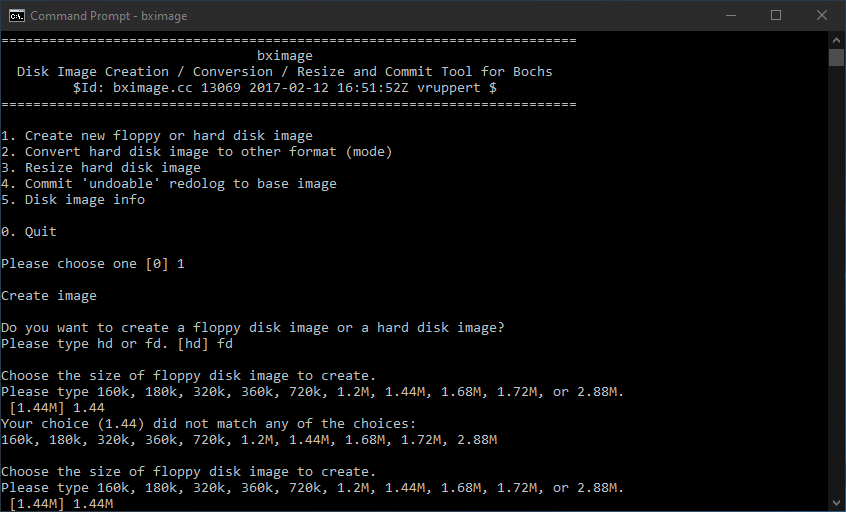 Command Prompt - bximage
========================================================================
bximage
Disk Image Creation / Conversion / Resize and Commit Tool for Bochs
$Id: bximage.cc 13069 2017-02-12 16:51:52Z vruppert $
========================================================================
1. Create new floppy or hard disk image
2. Convert hard disk image to other format (mode)
3. Resize hard disk image
4. Commit 'undoable' redolog to base image
5. Disk image info
0. Quit
Please choose one [0] 1
Create image
Do you want to create a floppy disk image or a hard disk image?
Please type hd or fd. [hd] fd
Choose the size of floppy disk image to create.
Please type 160k, 180k, 320k, 360k, 720k, 1.2M, 1.44M, 1.68M, 1.72M, or 2.88M.
[1.44M] 1.44
Your choice (1.44) did not match any of the choices:
160k, 180k, 320k, 360k, 720k, 1.2M, 1.44M, 1.68M, 1.72M, 2.88M
Choose the size of floppy disk image to create.
Please type 160k, 180k, 320k, 360k, 720k, 1.2M, 1.44M, 1.68M, 1.72M, or 2.88M.
[1.44M] 1.44M